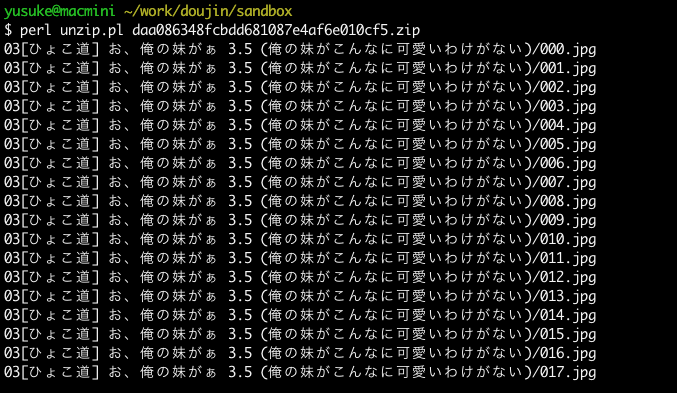 yusuke@macmini ~/work/doujin/sandbox
$ perl unzip.pl daa086348fcbdd681087e4af6e010cf5.zip
03[ひょこ道] お、俺の妹がぁ 3.5 (俺の妹がこんなに可愛いわけがない)/000.jpg
03[ひょこ道] お、俺の妹がぁ 3.5 (俺の妹がこんなに可愛いわけがない)/001.jpg
03[ひょこ道] お、俺の妹がぁ 3.5 (俺の妹がこんなに可愛いわけがない)/002.jpg
03[ひょこ道] お、俺の妹がぁ 3.5 (俺の妹がこんなに可愛いわけがない)/003.jpg
03[ひょこ道] お、俺の妹がぁ 3.5 (俺の妹がこんなに可愛いわけがない)/004.jpg
03[ひょこ道] お、俺の妹がぁ 3.5 (俺の妹がこんなに可愛いわけがない)/005.jpg
03[ひょこ道] お、俺の妹がぁ 3.5 (俺の妹がこんなに可愛いわけがない)/006.jpg
03[ひょこ道] お、俺の妹がぁ 3.5 (俺の妹がこんなに可愛いわけがない)/007.jpg
03[ひょこ道] お、俺の妹がぁ 3.5 (俺の妹がこんなに可愛いわけがない)/008.jpg
03[ひょこ道] お、俺の妹がぁ 3.5 (俺の妹がこんなに可愛いわけがない)/009.jpg
03[ひょこ道] お、俺の妹がぁ 3.5 (俺の妹がこんなに可愛いわけがない)/010.jpg
03[ひょこ道] お、俺の妹がぁ 3.5 (俺の妹がこんなに可愛いわけがない)/011.jpg
03[ひょこ道] お、俺の妹がぁ 3.5 (俺の妹がこんなに可愛いわけがない)/012.jpg
03[ひょこ道] お、俺の妹がぁ 3.5 (俺の妹がこんなに可愛いわけがない)/013.jpg
03[ひょこ道] お、俺の妹がぁ 3.5 (俺の妹がこんなに可愛いわけがない)/014.jpg
03[ひょこ道] お、俺の妹がぁ 3.5 (俺の妹がこんなに可愛いわけがない)/015.jpg
03[ひょこ道] お、俺の妹がぁ 3.5 (俺の妹がこんなに可愛いわけがない)/016.jpg
03[ひょこ道] お、俺の妹がぁ 3.5 (俺の妹がこんなに可愛いわけがない)/017.jpg